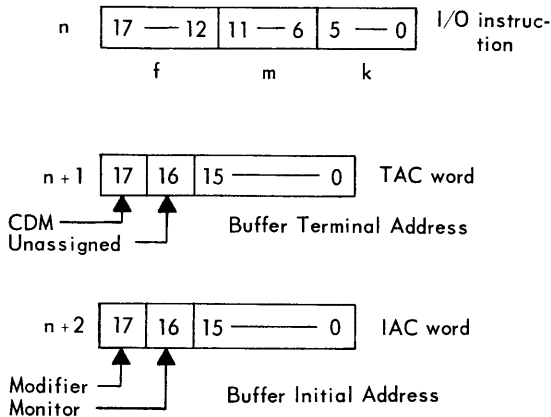 n 17 — 12 11 — 6 5 — 0 I/O instruc-
tion
f m k
n + 1 17 16 15 — 0 TAC word
CDM
Unassigned
Buffer Terminal Address
n + 2 17 16 15 — 0 IAC word
Modifier
Monitor
Buffer Initial Address